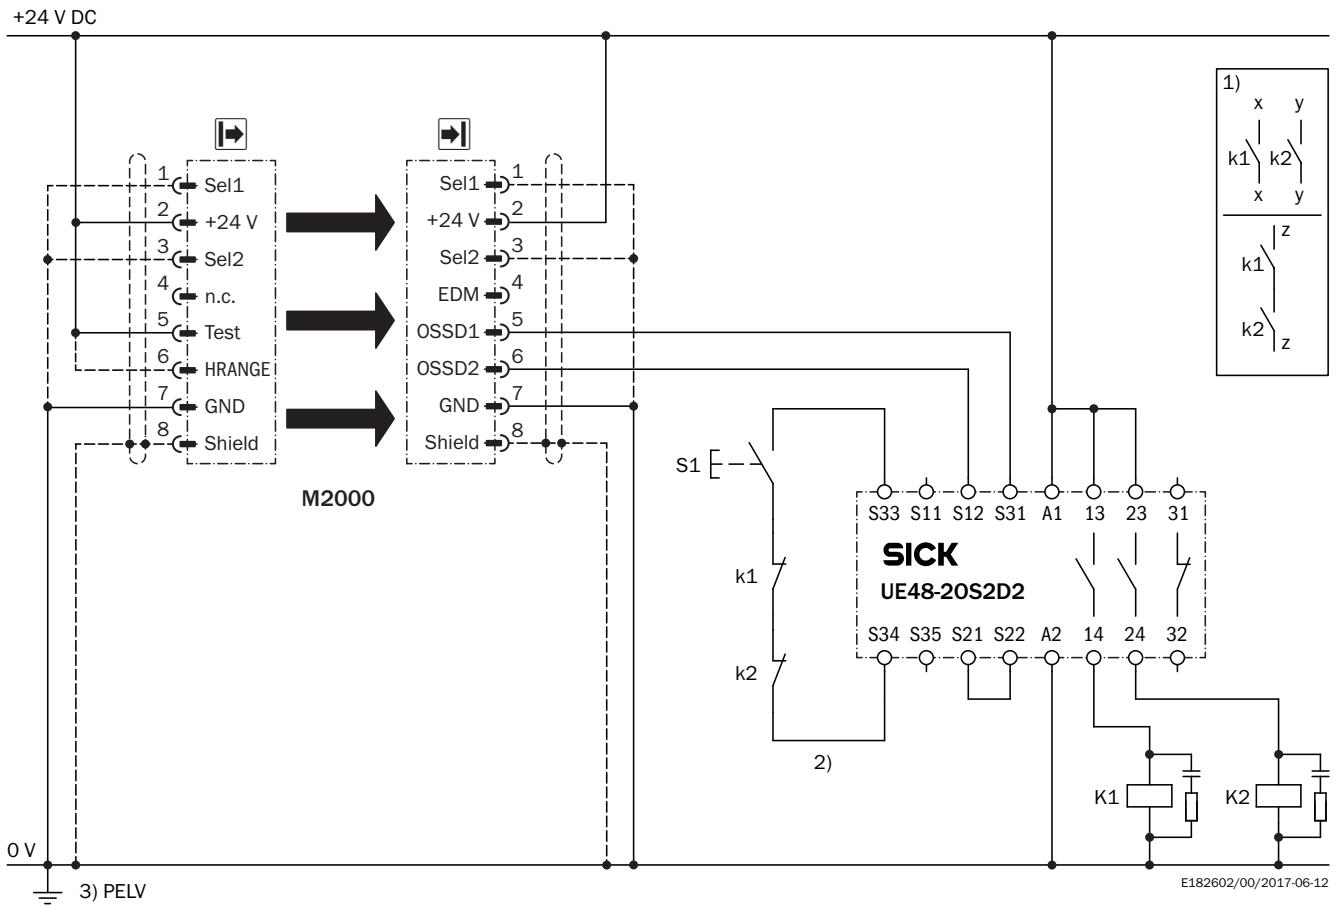 +24 V DC
1)
x y
k1 k2
x y
z
k1
k2
z
1 Sel1
2 +24 V
3 Sel2
4 n.c.
5 Test
6 HRANGE
7 GND
8 Shield
Sel1 1
+24 V 2
Sel2 3
EDM 4
OSSD1 5
OSSD2 6
GND 7
Shield 8
M2000
S1
k1
k2
2)
S33 S11 S12 S31 A1 13 23 31
SICK
UE48-2OS2D2
S34 S35 S21 S22 A2 14 24 32
K1 K2
0 V
3) PELV
E182602/00/2017-06-12